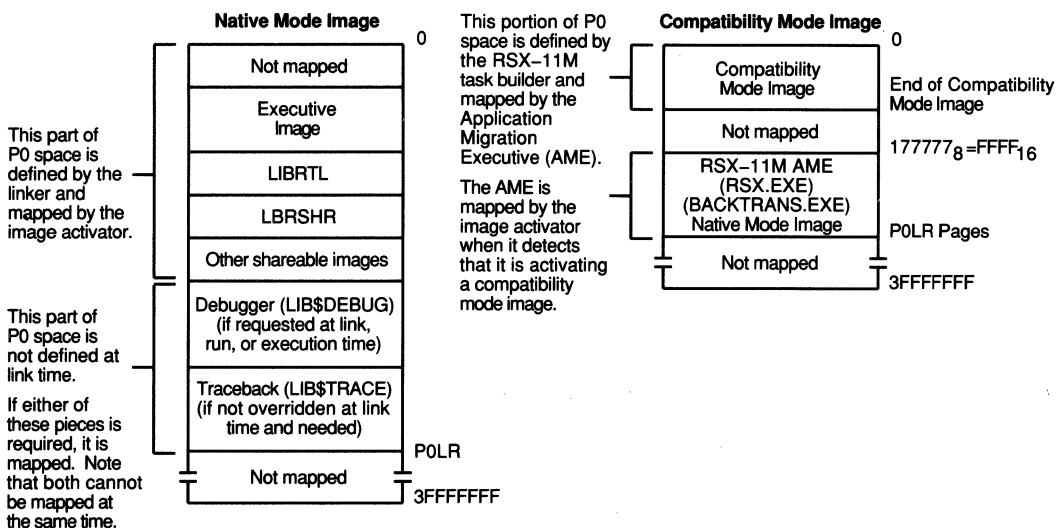 Native Mode Image
0
Not mapped
Executive
Image
LIBRTL
LBRSHR
Other shareable images
Debugger (LIB$DEBUG)
(if requested at link,
run, or execution time)
Traceback (LIB$TRACE)
(if not overridden at link
time and needed)
P0LR
Not mapped
3FFFFFFF
This part of
P0 space is
defined by the
linker and
mapped by the
image activator.
This part of
P0 space is
not defined at
link time.
If either of
these pieces is
required, it is
mapped. Note
that both cannot
be mapped at
the same time.
This portion of P0
space is defined by
the RSX–11M
task builder and
mapped by the
Application
Migration
Executive (AME).
The AME is
mapped by the
image activator
when it detects
that it is activating
a compatibility
mode image.
Compatibility Mode Image
0
Compatibility
Mode Image
End of Compatibility
Mode Image
Not mapped
177777₈=FFFF₁₆
RSX–11M AME
(RSX.EXE)
(BACKTRANS.EXE)
Native Mode Image
P0LR Pages
Not mapped
3FFFFFFF